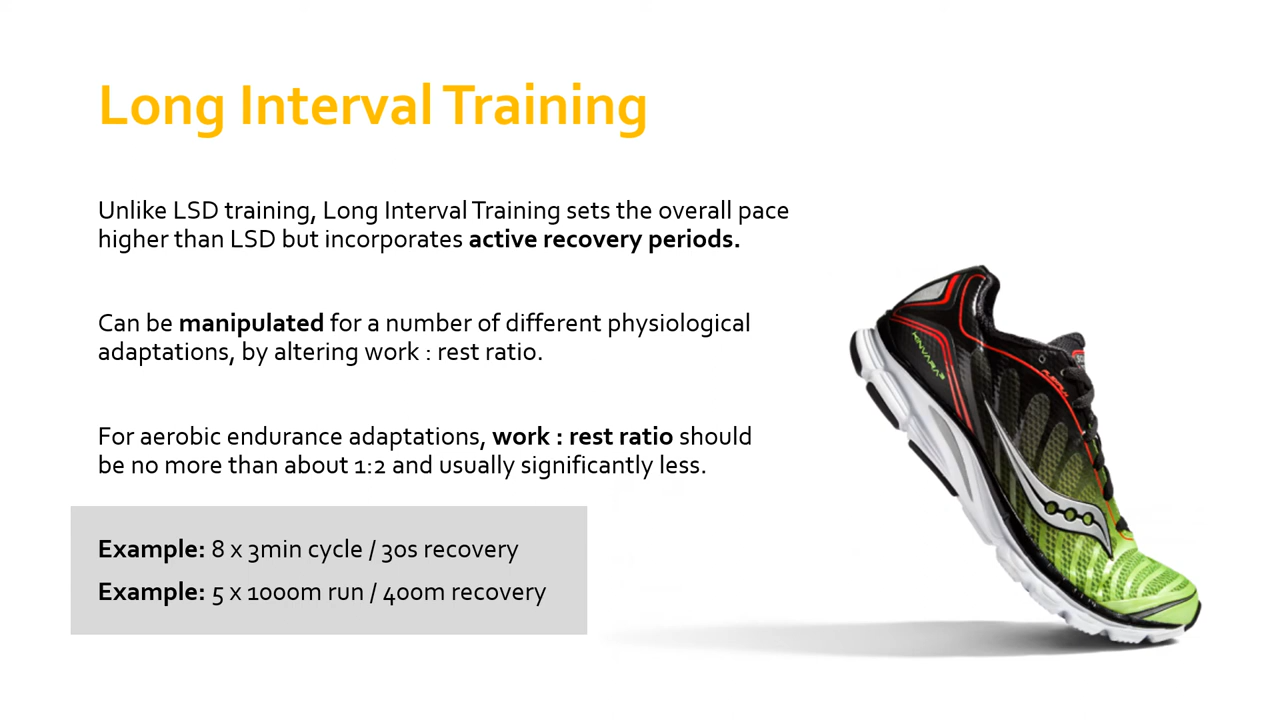 Long Interval Training
Unlike LSD training, Long Interval Training sets the overall pace
higher than LSD but incorporates active recovery periods.
Can be manipulated for a number of different physiological
adaptations, by altering work : rest ratio.
For aerobic endurance adaptations, work : rest ratio should
be no more than about 1:2 and usually significantly less.
Example: 8 x 3min cycle / 30s recovery
Example: 5 x 1000m run / 400m recovery
KINVARA 3